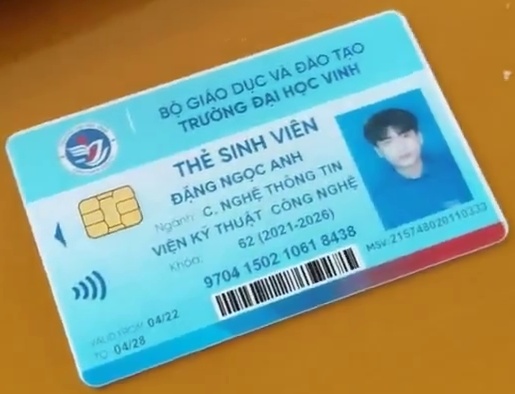 BỘ GIÁO DỤC VÀ ĐÀO TẠO
TRƯỜNG ĐẠI HỌC VINH
THẺ SINH VIÊN
ĐẶNG NGỌC ANH
Ngành: C. NGHỆ THÔNG TIN
VIỆN KỸ THUẬT CÔNG NGHỆ
Khóa: 62 (2021-2026)
9704 1502 1061 8438
MSV: 215748020110333
VALID FROM 04/22
TO 04/28